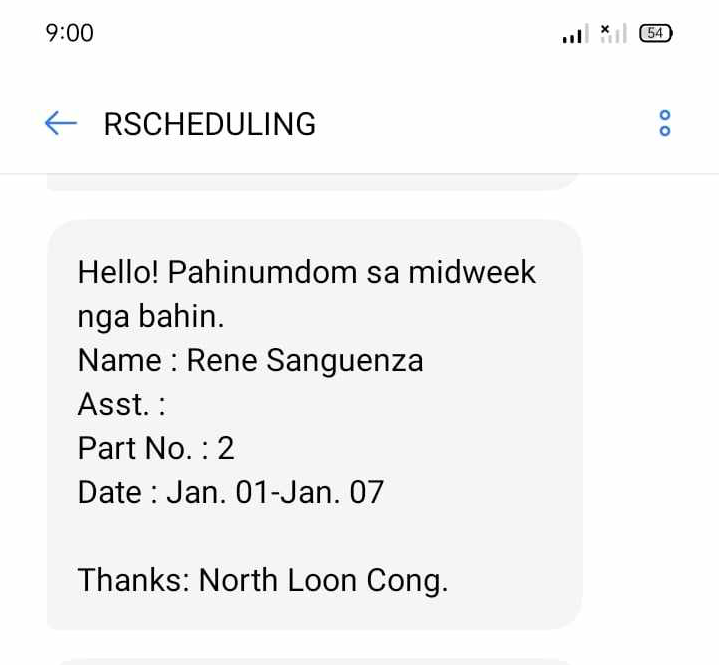 9:00
54
RSCHEDULING
Hello! Pahinumdom sa midweek
nga bahin.
Name : Rene Sanguenza
Asst. :
Part No. : 2
Date : Jan. 01-Jan. 07
Thanks: North Loon Cong.